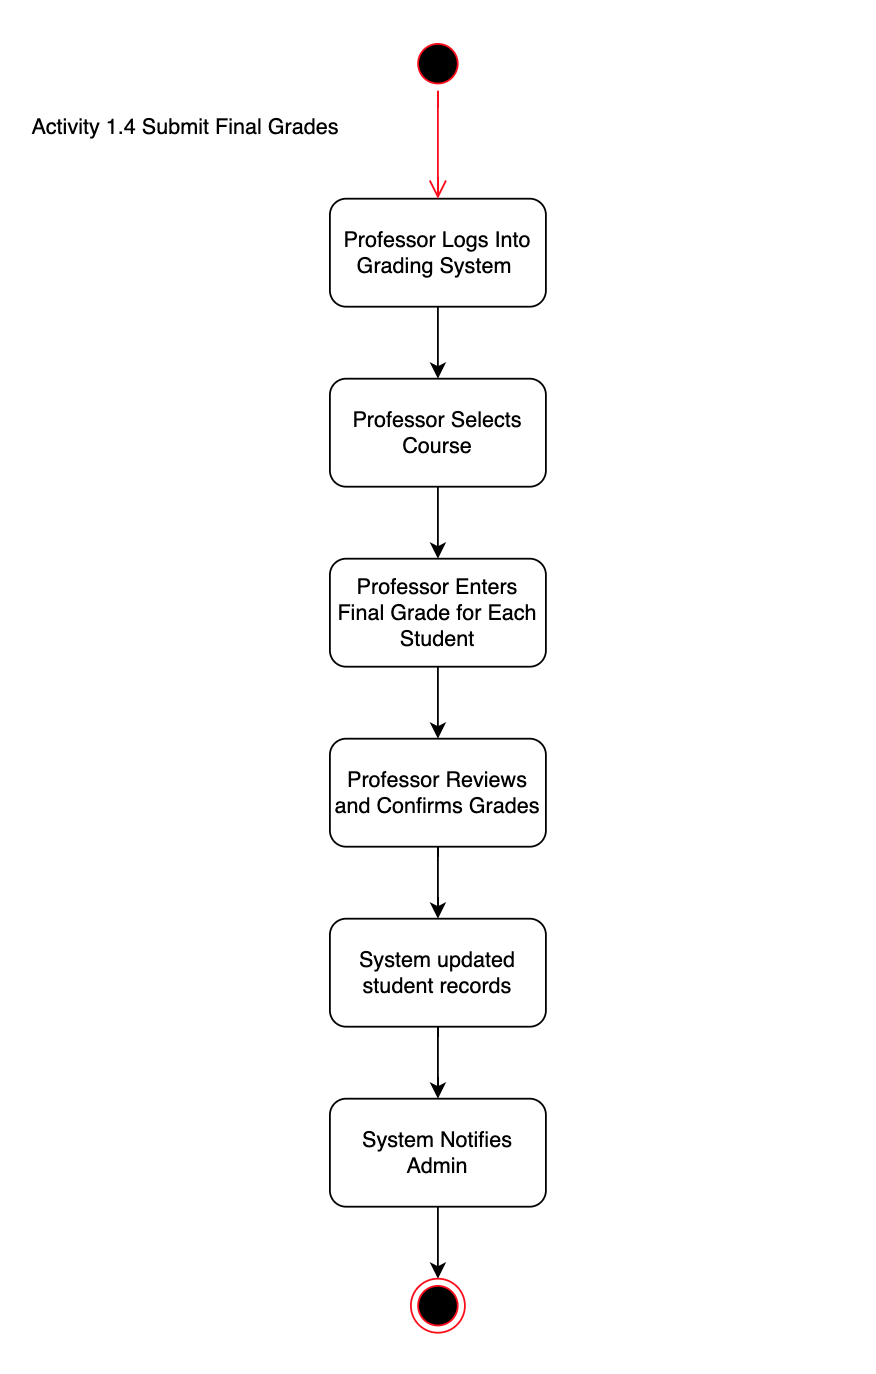 Activity 1.4 Submit Final Grades
Professor Logs Into
Grading System
Professor Selects
Course
Professor Enters
Final Grade for Each
Student
Professor Reviews
and Confirms Grades
System updated
student records
System Notifies
Admin